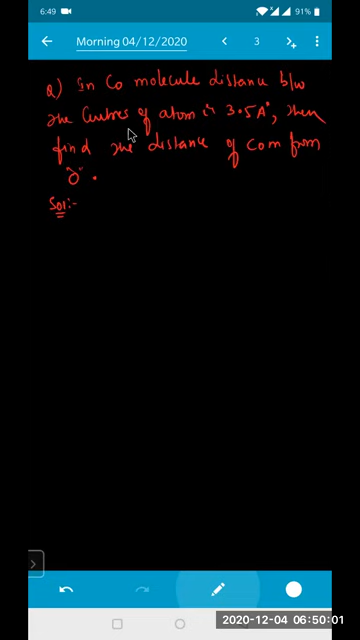 6:49
91%
Morning 04/12/2020
3
Q) In Co molecule distance b/w
the Centres of atom is 3.5A°, then
find the distance of com from
'O'.
Sol:-
2020-12-04 06:50:01